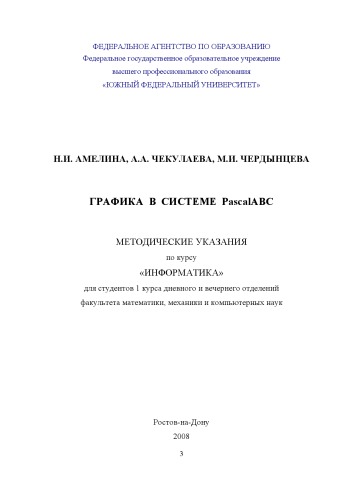 ФЕДЕРАЛЬНОЕ АГЕНТСТВО ПО ОБРАЗОВАНИЮ
Федеральное государственное образовательное учреждение
высшего профессионального образования
«ЮЖНЫЙ ФЕДЕРАЛЬНЫЙ УНИВЕРСИТЕТ»
Н.И. АМЕЛИНА, А.А. ЧЕКУЛАЕВА, М.И. ЧЕРДЫНЦЕВА
ГРАФИКА В СИСТЕМЕ PascalABC
МЕТОДИЧЕСКИЕ УКАЗАНИЯ
по курсу
«ИНФОРМАТИКА»
для студентов 1 курса дневного и вечернего отделений
факультета математики, механики и компьютерных наук
Ростов-на-Дону
2008
3